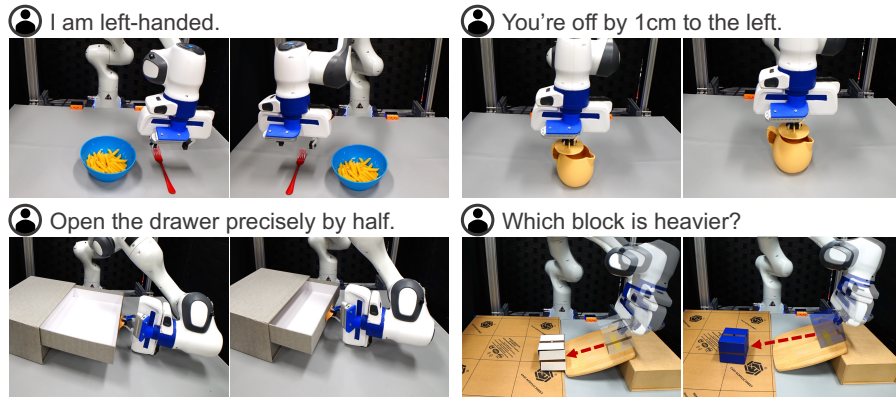 I am left-handed.
You're off by 1cm to the left.
Open the drawer precisely by half.
Which block is heavier?